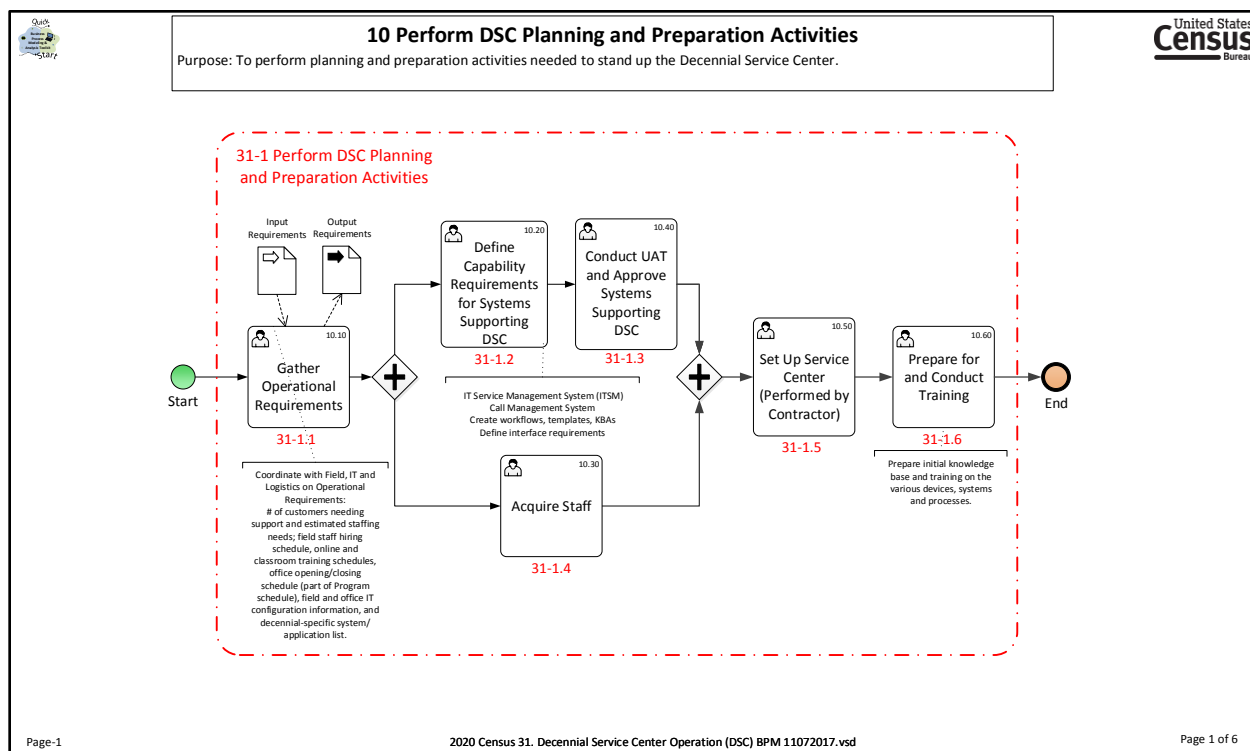 Quick
Business
Process
Modeling &
Analysis Toolkit
Start
10 Perform DSC Planning and Preparation Activities
Purpose: To perform planning and preparation activities needed to stand up the Decennial Service Center.
United States
Census
Bureau
31-1 Perform DSC Planning
and Preparation Activities
Input
Requirements
Output
Requirements
Start
10.10
Gather
Operational
Requirements
31-1.1
Coordinate with Field, IT and
Logistics on Operational
Requirements:
# of customers needing
support and estimated staffing
needs; field staff hiring
schedule, online and
classroom training schedules,
office opening/closing
schedule (part of Program
schedule), field and office IT
configuration information, and
decennial-specific system/
application list.
10.20
Define
Capability
Requirements
for Systems
Supporting
DSC
31-1.2
IT Service Management System (ITSM)
Call Management System
Create workflows, templates, KBAs
Define interface requirements
10.40
Conduct UAT
and Approve
Systems
Supporting
DSC
31-1.3
10.30
Acquire Staff
31-1.4
10.50
Set Up Service
Center
(Performed by
Contractor)
31-1.5
10.60
Prepare for
and Conduct
Training
31-1.6
Prepare initial knowledge
base and training on the
various devices, systems
and processes.
End
Page-1
2020 Census 31. Decennial Service Center Operation (DSC) BPM 11072017.vsd
Page 1 of 6